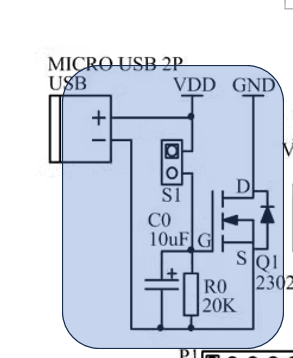 MICRO USB 2P
USB
VDD GND
+
−
S1
D
C0
10uF
G
+
S
Q1
R0
2302
20K
P1